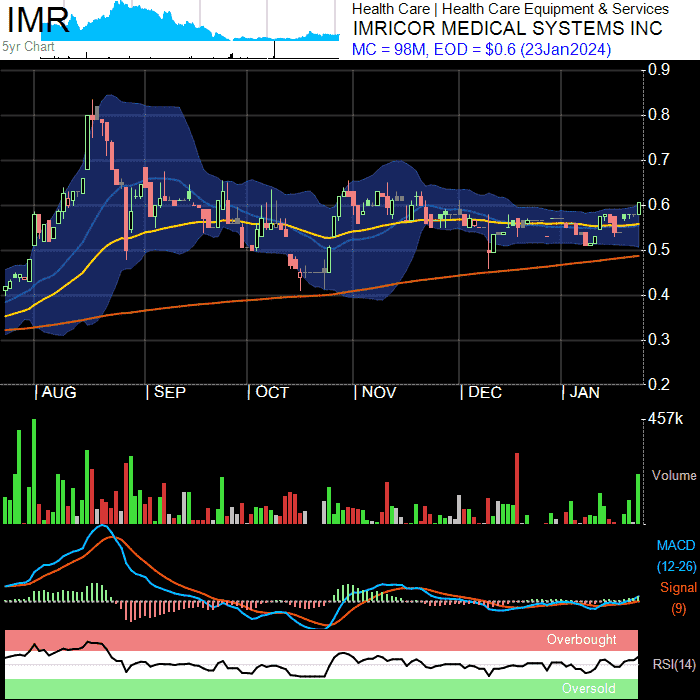 IMR
5yr Chart
Health Care | Health Care Equipment & Services
IMRICOR MEDICAL SYSTEMS INC
MC = 98M, EOD = $0.6 (23Jan2024)
0.9
0.8
0.7
0.6
0.5
0.4
0.3
0.2
| AUG | SEP | OCT | NOV | DEC | JAN
457k
Volume
MACD
(12-26)
Signal
(9)
Overbought
RSI(14)
Oversold